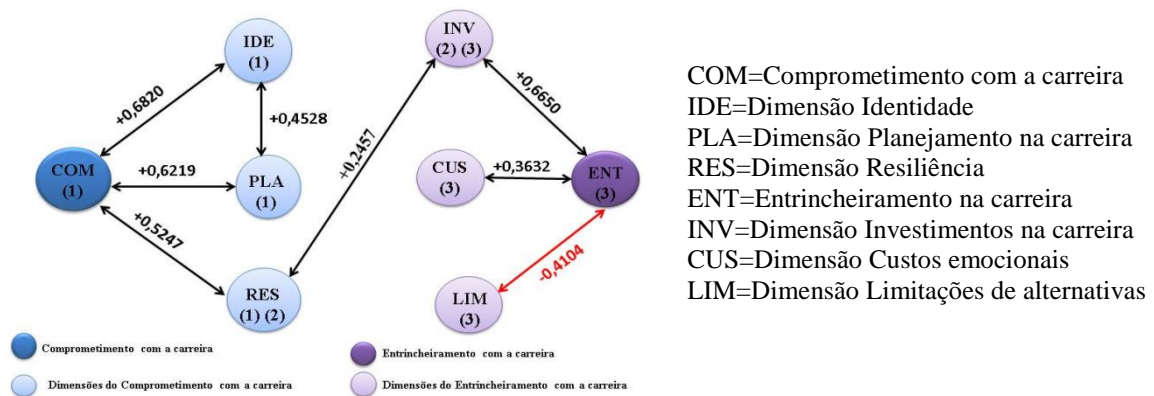 IDE
(1)
INV
(2) (3)
+0,6820
+0,4528
+0,2457
+0,6650
COM
(1)
+0,6219
PLA
(1)
CUS
(3)
+0,3632
ENT
(3)
+0,5247
-0,4104
RES
(1) (2)
LIM
(3)
Comprometimento com a carreira
Entrincheiramento com a carreira
Dimensões do Comprometimento com a carreira
Dimensões do Entrincheiramento com a carreira
COM=Comprometimento com a carreira
IDE=Dimensão Identidade
PLA=Dimensão Planejamento na carreira
RES=Dimensão Resiliência
ENT=Entrincheiramento na carreira
INV=Dimensão Investimentos na carreira
CUS=Dimensão Custos emocionais
LIM=Dimensão Limitações de alternativas